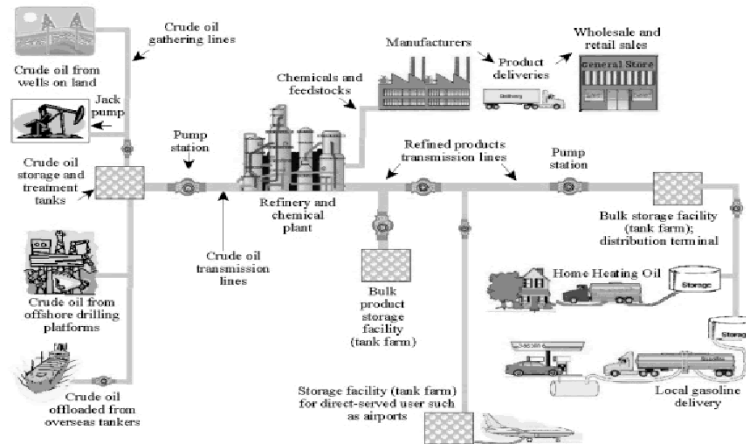 Crude oil
gathering lines
Crude oil from
wells on land
Jack
pump
Crude oil
storage and
treatment
tanks
Pump
station
Manufacturers
Wholesale and
retail sales
Product
deliveries
General Store
Chemicals and
feedstocks
Refinery and
chemical
plant
Refined products
transmission lines
Pump
station
Crude oil
transmission
lines
Bulk storage facility
(tank farm);
distribution terminal
Crude oil from
offshore drilling
platforms
Bulk
product
storage
facility
(tank farm)
Home Heating Oil
Storage
Storag
Local gasoline
delivery
Crude oil
offloaded from
overseas tankers
Storage facility (tank farm)
for direct-served user such
as airports